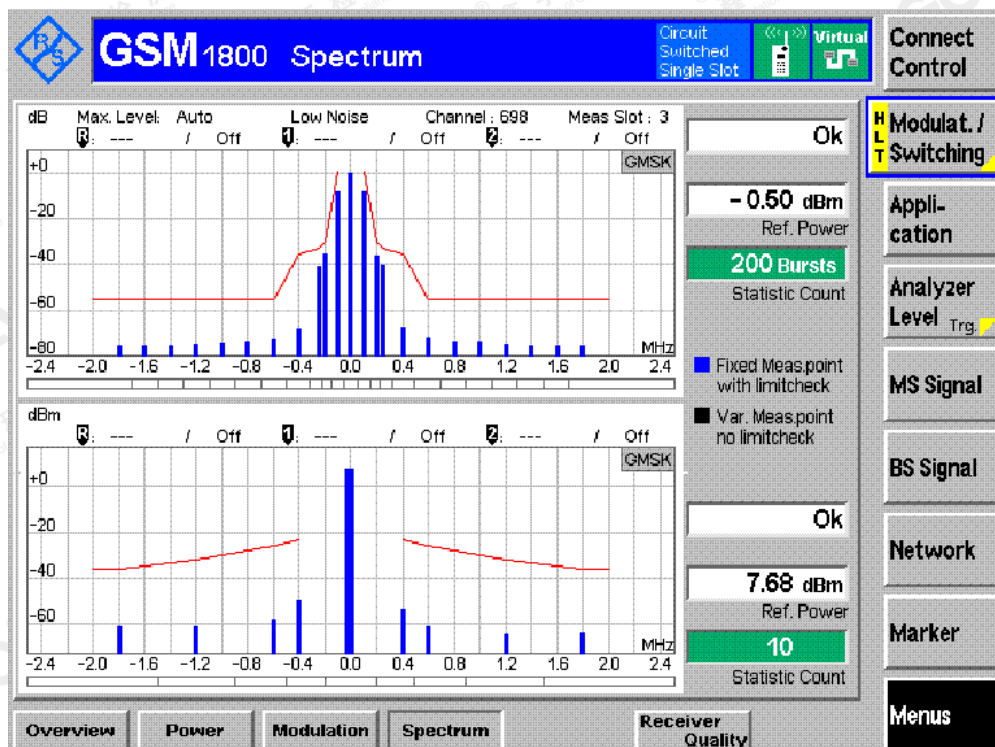 R/S
GSM 1800 Spectrum
Circuit
Switched
Single Slot
Virtual
Connect
Control
dB Max. Level: Auto Low Noise Channel : 698 Meas Slot : 3
R : --- / Off 1 : --- / Off 2 : --- / Off
GMSK
+0
-20
-40
-60
-80
MHz
-2.4 -2.0 -1.6 -1.2 -0.8 -0.4 0.0 0.4 0.8 1.2 1.6 2.0 2.4
Ok
- 0.50 dBm
Ref. Power
200 Bursts
Statistic Count
Fixed Meas.point
with limitcheck
Var. Meas.point
no limitcheck
dBm
R : --- / Off 1 : --- / Off 2 : --- / Off
GMSK
+0
-20
-40
-60
MHz
-2.4 -2.0 -1.6 -1.2 -0.8 -0.4 0.0 0.4 0.8 1.2 1.6 2.0 2.4
Ok
7.68 dBm
Ref. Power
10
Statistic Count
HLT
Modulat. /
Switching
Appli-
cation
Analyzer
Level Trg.
MS Signal
BS Signal
Network
Marker
Menus
Overview
Power
Modulation
Spectrum
Receiver
Quality